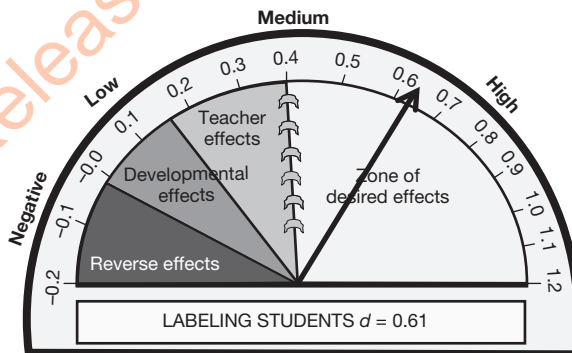 Releas
Medium
Low
High
Negative
-0.2
-0.1
-0.0
0.1
0.2
0.3
0.4
0.5
0.6
0.7
0.8
0.9
1.0
1.1
1.2
Teacher
effects
Developmental
effects
Reverse effects
Zone of
desired effects
LABELING STUDENTS d = 0.61